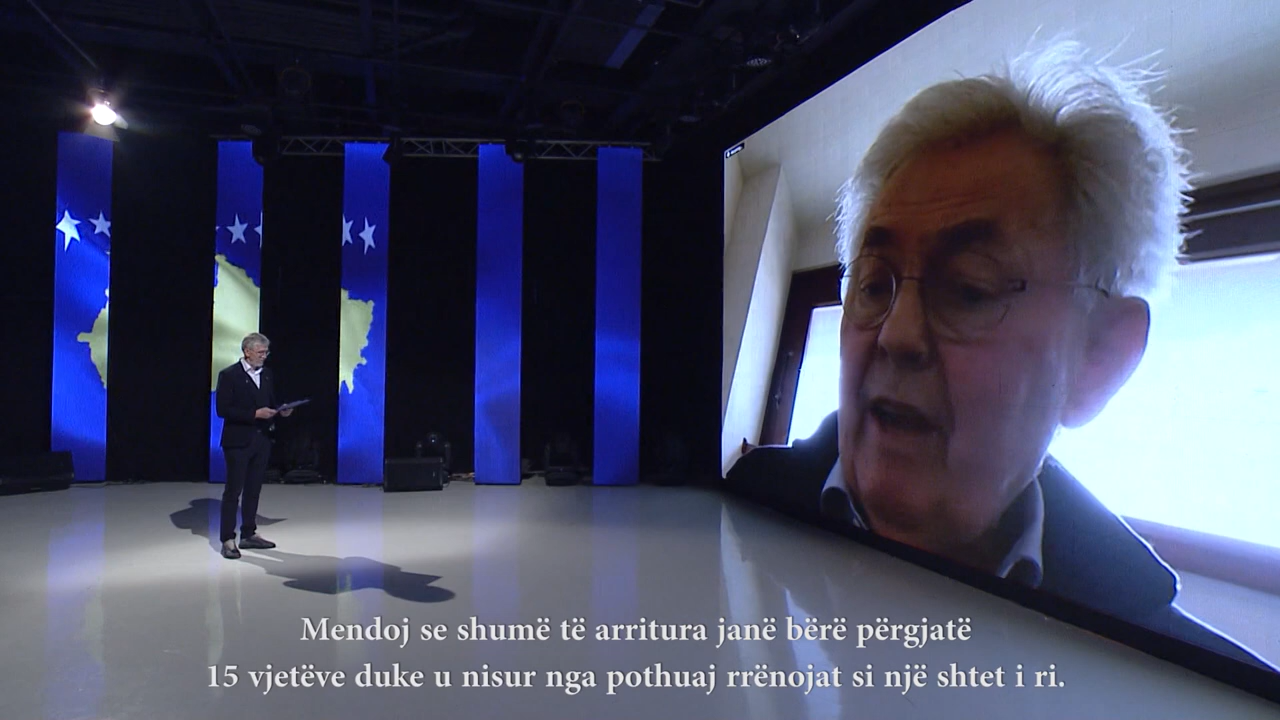 Mendoj se shumë të arritura janë bërë përgjatë
15 vjetëve duke u nisur nga pothuaj rrënojat si një shtet i ri.